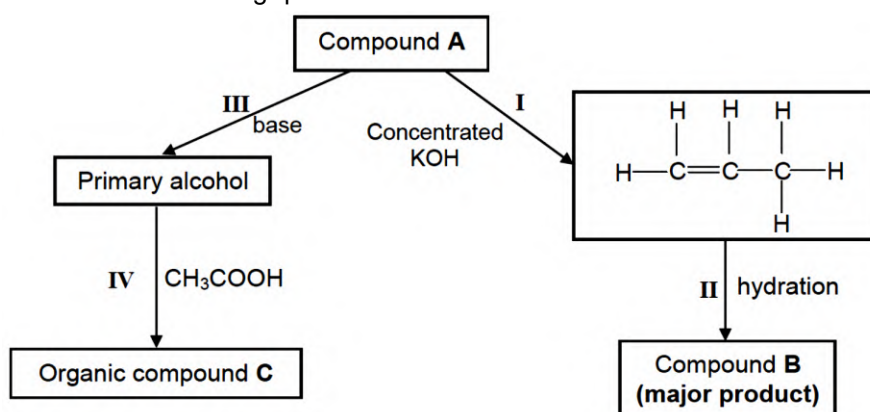 Compound A
III
base
I
Concentrated
KOH
H H H
H—C=C—C—H
H
Primary alcohol
IV CH₃COOH
II hydration
Organic compound C
Compound B
(major product)